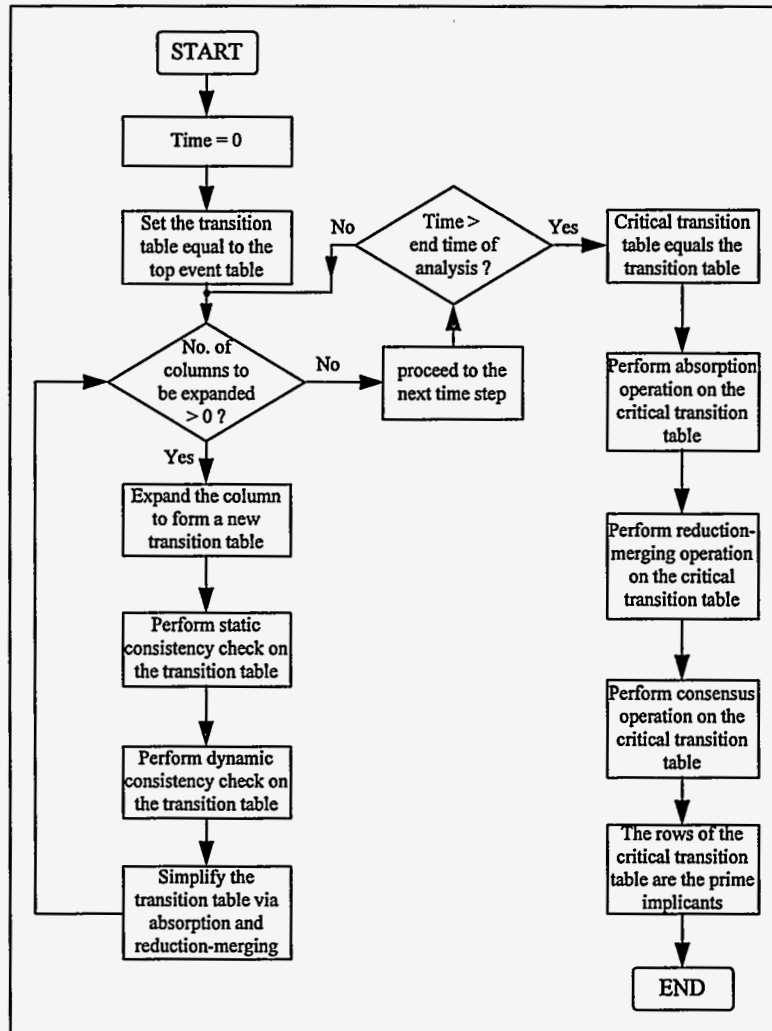 START
Time = 0
Set the transition
table equal to the
top event table
No
Time >
end time of
analysis ?
Yes
Critical transition
table equals the
transition table
No. of
columns to
be expanded
> 0 ?
No
proceed to the
next time step
Yes
Expand the column
to form a new
transition table
Perform static
consistency check on
the transition table
Perform dynamic
consistency check on
the transition table
Simplify the
transition table via
absorption and
reduction-merging
Perform absorption
operation on the
critical transition
table
Perform reduction-
merging operation
on the critical
transition table
Perform consensus
operation on the
critical transition
table
The rows of the
critical transition
table are the prime
implicants
END